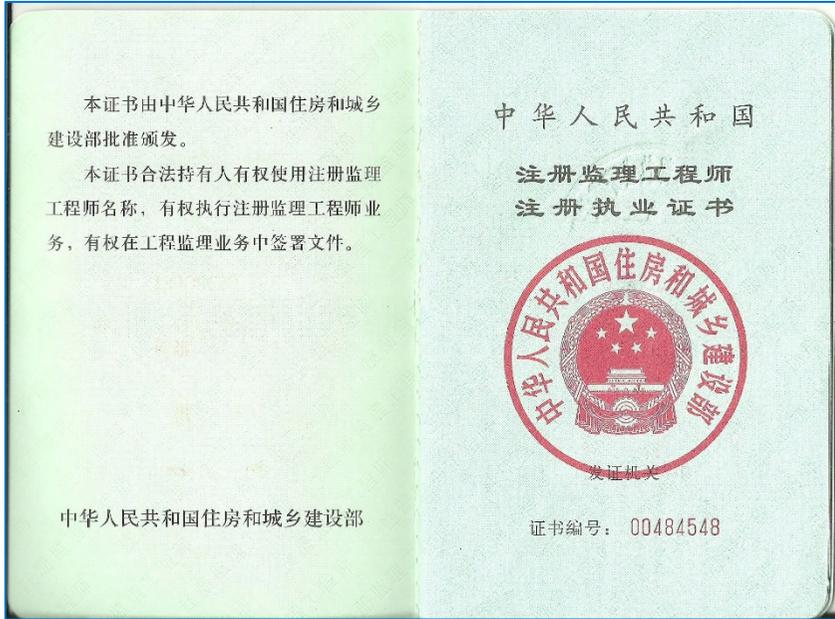 本证书由中华人民共和国住房和城乡
建设部批准颁发。
本证书合法持有人有权使用注册监理
工程师名称，有权执行注册监理工程师业
务，有权在工程监理业务中签署文件。
中华人民共和国住房和城乡建设部
中华人民共和国
注册监理工程师
注册执业证书
中华人民共和国住房和城乡建设部
发证机关
证书编号： 00484548